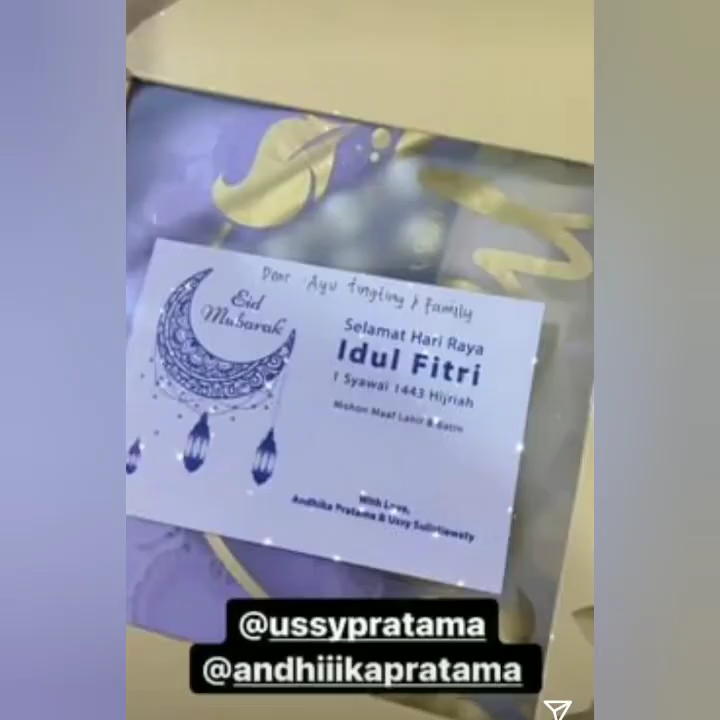 Dear Ayu tingting & Family
Eid
Mubarak
Selamat Hari Raya
Idul Fitri
1 Syawal 1443 Hijriah
Mohon Maaf Lahir & Batin
With Love,
Andhika Pratama & Ussy Sulistiawaty
@ussypratama
@andhiiikapratama